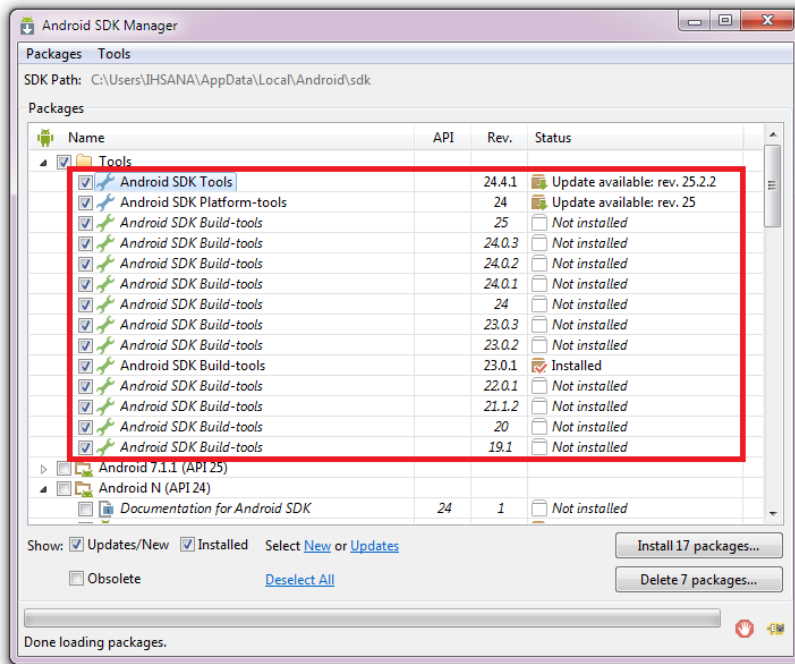 Android SDK Manager
Packages Tools
SDK Path: C:\Users\IHSANA\AppData\Local\Android\sdk
Packages
Name API Rev. Status
Tools
Android SDK Tools 24.4.1 Update available: rev. 25.2.2
Android SDK Platform-tools 24 Update available: rev. 25
Android SDK Build-tools 25 Not installed
Android SDK Build-tools 24.0.3 Not installed
Android SDK Build-tools 24.0.2 Not installed
Android SDK Build-tools 24.0.1 Not installed
Android SDK Build-tools 24 Not installed
Android SDK Build-tools 23.0.3 Not installed
Android SDK Build-tools 23.0.2 Not installed
Android SDK Build-tools 23.0.1 Installed
Android SDK Build-tools 22.0.1 Not installed
Android SDK Build-tools 21.1.2 Not installed
Android SDK Build-tools 20 Not installed
Android SDK Build-tools 19.1 Not installed
Android 7.1.1 (API 25)
Android N (API 24)
Documentation for Android SDK 24 1 Not installed
Show: Updates/New Installed Select New or Updates Install 17 packages...
Obsolete Deselect All Delete 7 packages...
Done loading packages.